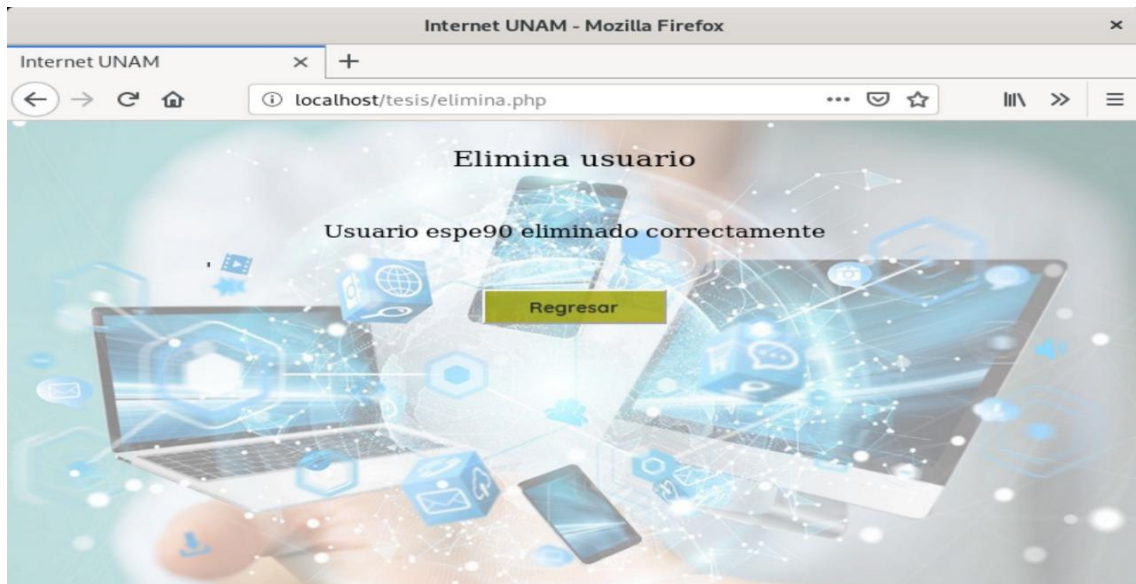 Internet UNAM - Mozilla Firefox
Internet UNAM
localhost/tesis/elimina.php
Elimina usuario
Usuario espe90 eliminado correctamente
Regresar